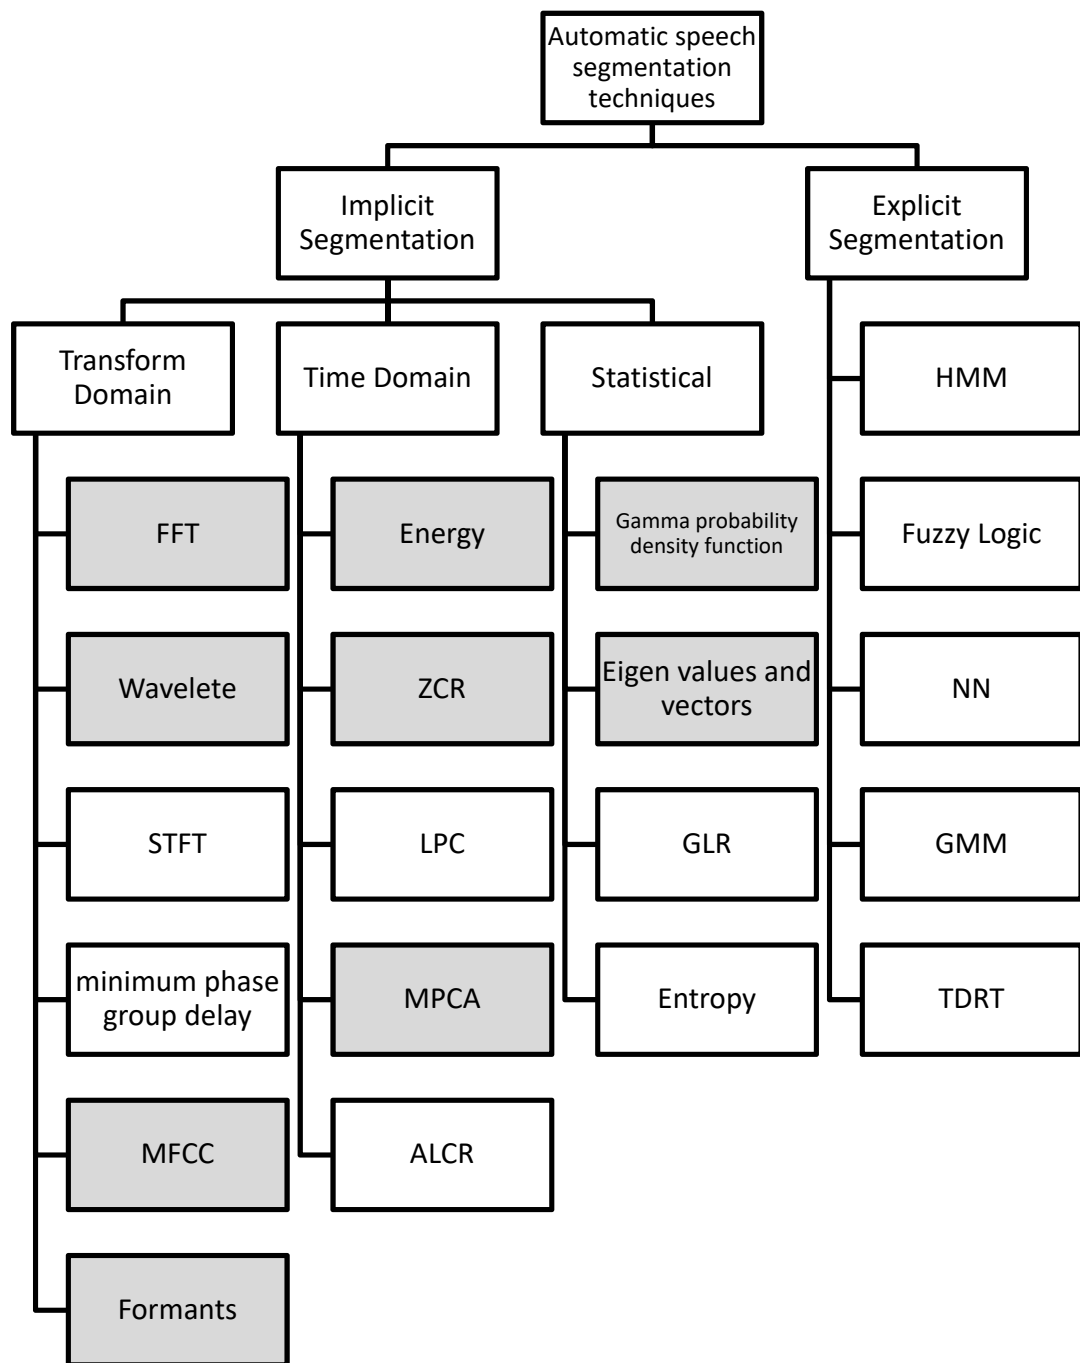 Automatic speech
segmentation
techniques
Implicit
Segmentation
Explicit
Segmentation
Transform
Domain
Time Domain
Statistical
HMM
FFT
Energy
Gamma probability
density function
Fuzzy Logic
Wavelete
ZCR
Eigen values and
vectors
NN
STFT
LPC
GLR
GMM
minimum phase
group delay
MPCA
Entropy
TDRT
MFCC
ALCR
Formants